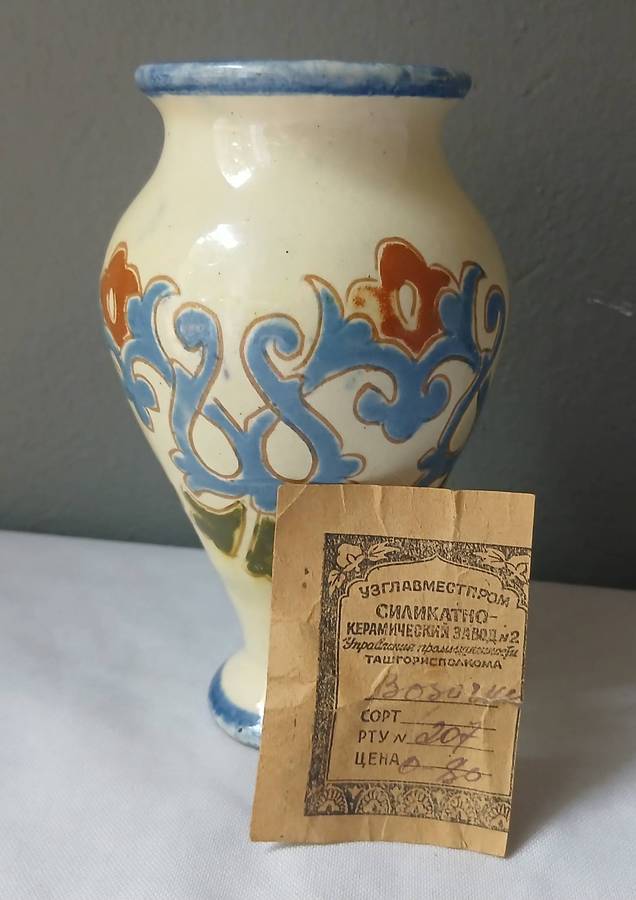 УЗГЛАВМЕСТПРОМ
СИЛИКАТНО-
КЕРАМИЧЕСКИЙ ЗАВОД №2
Управления промышленности
ТАШГОРИСПОЛКОМА
СОРТ
РТУ № 207
ЦЕНА 0-80